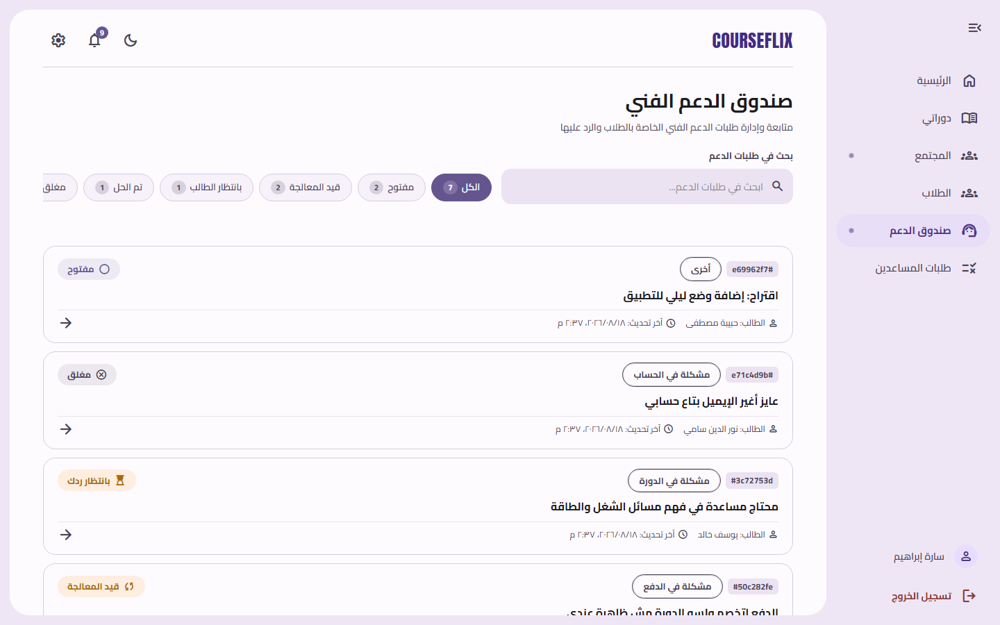 COURSEFLIX
9
الرئيسية
دوراتي
المجتمع
الطلاب
صندوق الدعم
طلبات المساعدين
سارة إبراهيم
تسجيل الخروج
صندوق الدعم الفني
متابعة وإدارة طلبات الدعم الفني الخاصة بالطلاب والرد عليها
بحث في طلبات الدعم
ابحث في طلبات الدعم...
الكل 7
مفتوح 2
قيد المعالجة 2
بانتظار الطالب 1
تم الحل 1
مغلق
e69962f7# أخرى مفتوح
اقتراح: إضافة وضع ليلي للتطبيق
الطالب: حبيبة مصطفى آخر تحديث: ٢٠٢٦/٠٨/١٨، ٢:٣٧ م
e71c4d9b# مشكلة في الحساب مغلق
عايز أغير الإيميل بتاع حسابي
الطالب: نور الدين سامي آخر تحديث: ٢٠٢٦/٠٨/١٨، ٢:٣٧ م
#3c72753d مشكلة في الدورة بانتظار ردك
محتاج مساعدة في فهم مسائل الشغل والطاقة
الطالب: يوسف خالد آخر تحديث: ٢٠٢٦/٠٨/١٨، ٢:٣٧ م
#50c282fe مشكلة في الدفع قيد المعالجة
الدفع اتخصم ولسه الدورة مش ظاهرة عندي